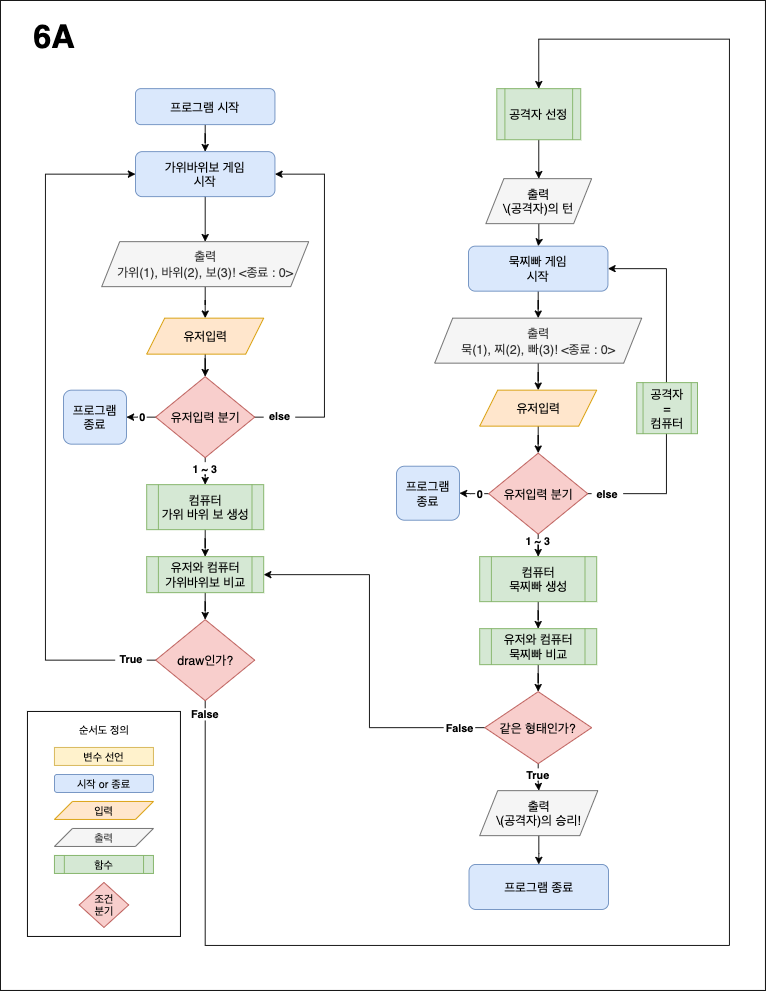 6A
프로그램 시작
가위바위보 게임
시작
출력
가위(1), 바위(2), 보(3)! <종료 : 0>
유저입력
유저입력 분기
0
프로그램
종료
else
1 ~ 3
컴퓨터
가위 바위 보 생성
유저와 컴퓨터
가위바위보 비교
draw인가?
True
False
순서도 정의
변수 선언
시작 or 종료
입력
출력
함수
조건
분기
공격자 선정
출력
\(공격자)의 턴
묵찌빠 게임
시작
출력
묵(1), 찌(2), 빠(3)! <종료 : 0>
유저입력
공격자
=
컴퓨터
유저입력 분기
0
프로그램
종료
else
1 ~ 3
컴퓨터
묵찌빠 생성
유저와 컴퓨터
묵찌빠 비교
같은 형태인가?
False
True
출력
\(공격자)의 승리!
프로그램 종료